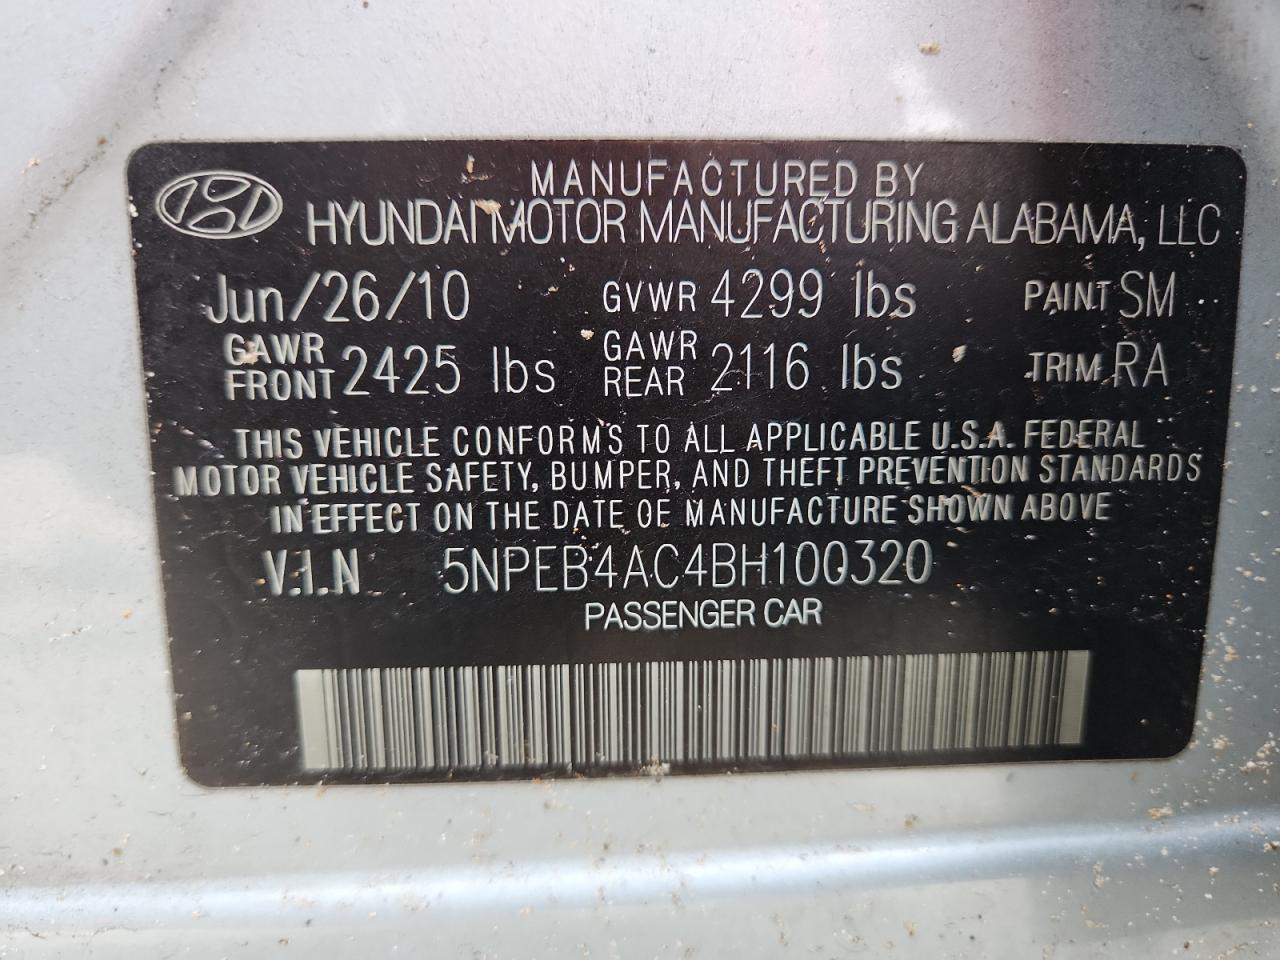 MANUFACTURED BY
HYUNDAI MOTOR MANUFACTURING ALABAMA, LLC
Jun/26/10 GVWR 4299 lbs PAINT SM
GAWR FRONT 2425 lbs GAWR REAR 2116 lbs TRIM RA
THIS VEHICLE CONFORMS TO ALL APPLICABLE U.S.A. FEDERAL
MOTOR VEHICLE SAFETY, BUMPER, AND THEFT PREVENTION STANDARDS
IN EFFECT ON THE DATE OF MANUFACTURE SHOWN ABOVE
V.I.N 5NPEB4AC4BH100320
PASSENGER CAR